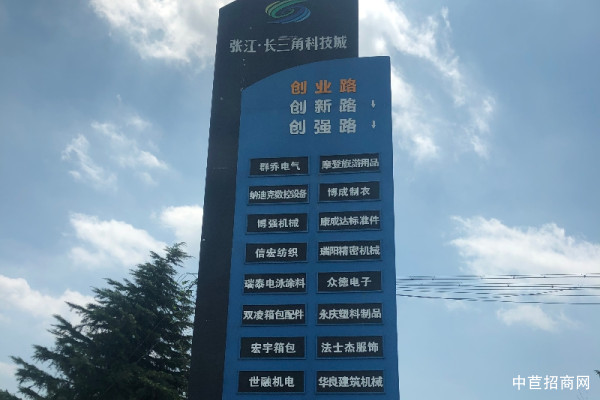 张江·长三角科技城
创业路
创新路↓
创强路↓
群乔电气 摩登旅游用品
纳迪克数控设备 博成制衣
博强机械 康成达标准件
信宏纺织 瑞阳精密机械
瑞泰电泳涂料 众德电子
双凌箱包配件 永庆塑料制品
宏宇箱包 法士杰服饰
世融机电 华良建筑机械
中苣招商网